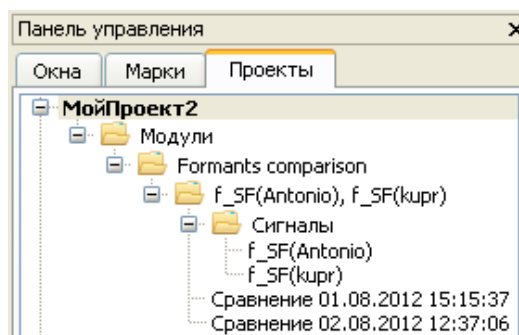 Панель управления
Окна Марки Проекты
МойПроект2
Модули
Formants comparison
f_SF(Antonio), f_SF(kupr)
Сигналы
f_SF(Antonio)
f_SF(kupr)
Сравнение 01.08.2012 15:15:37
Сравнение 02.08.2012 12:37:06